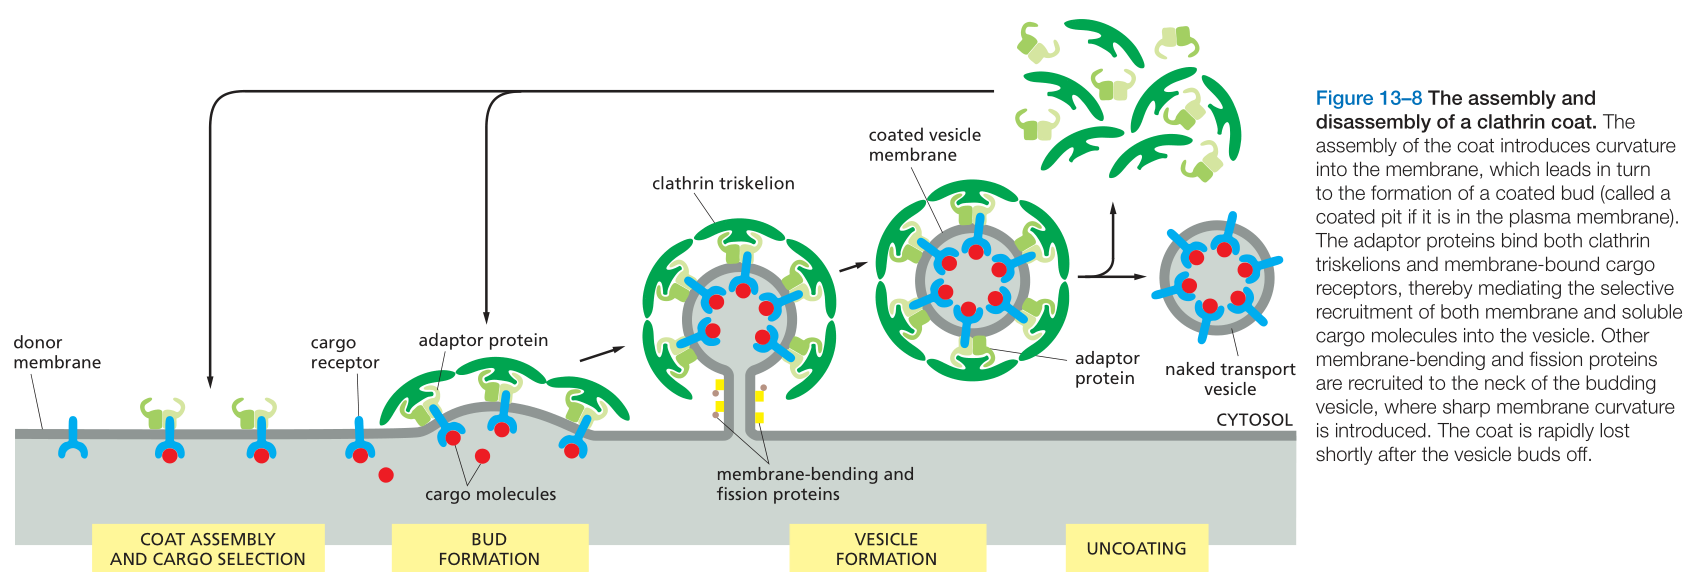 donor
membrane
cargo
receptor
adaptor protein
clathrin triskelion
coated vesicle
membrane
cargo molecules
membrane-bending and
fission proteins
adaptor
protein
naked transport
vesicle
CYTOSOL
COAT ASSEMBLY
AND CARGO SELECTION
BUD
FORMATION
VESICLE
FORMATION
UNCOATING
Figure 13–8 The assembly and
disassembly of a clathrin coat. The
assembly of the coat introduces curvature
into the membrane, which leads in turn
to the formation of a coated bud (called a
coated pit if it is in the plasma membrane).
The adaptor proteins bind both clathrin
triskelions and membrane-bound cargo
receptors, thereby mediating the selective
recruitment of both membrane and soluble
cargo molecules into the vesicle. Other
membrane-bending and fission proteins
are recruited to the neck of the budding
vesicle, where sharp membrane curvature
is introduced. The coat is rapidly lost
shortly after the vesicle buds off.